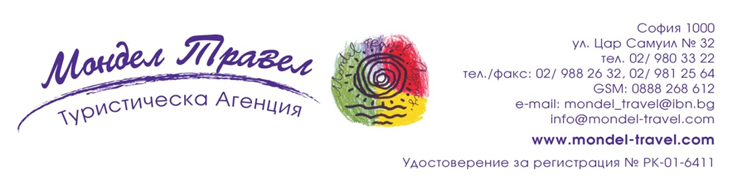 Мондел Травел
Туристическа Агенция
София 1000
ул. Цар Самуил № 32
тел. 02/ 980 33 22
тел./факс: 02/ 988 26 32, 02/ 981 25 64
GSM: 0888 268 612
e-mail: mondel_travel@ibn.bg
info@mondel-travel.com
www.mondel-travel.com
Удостоверение за регистрация № РК-01-6411